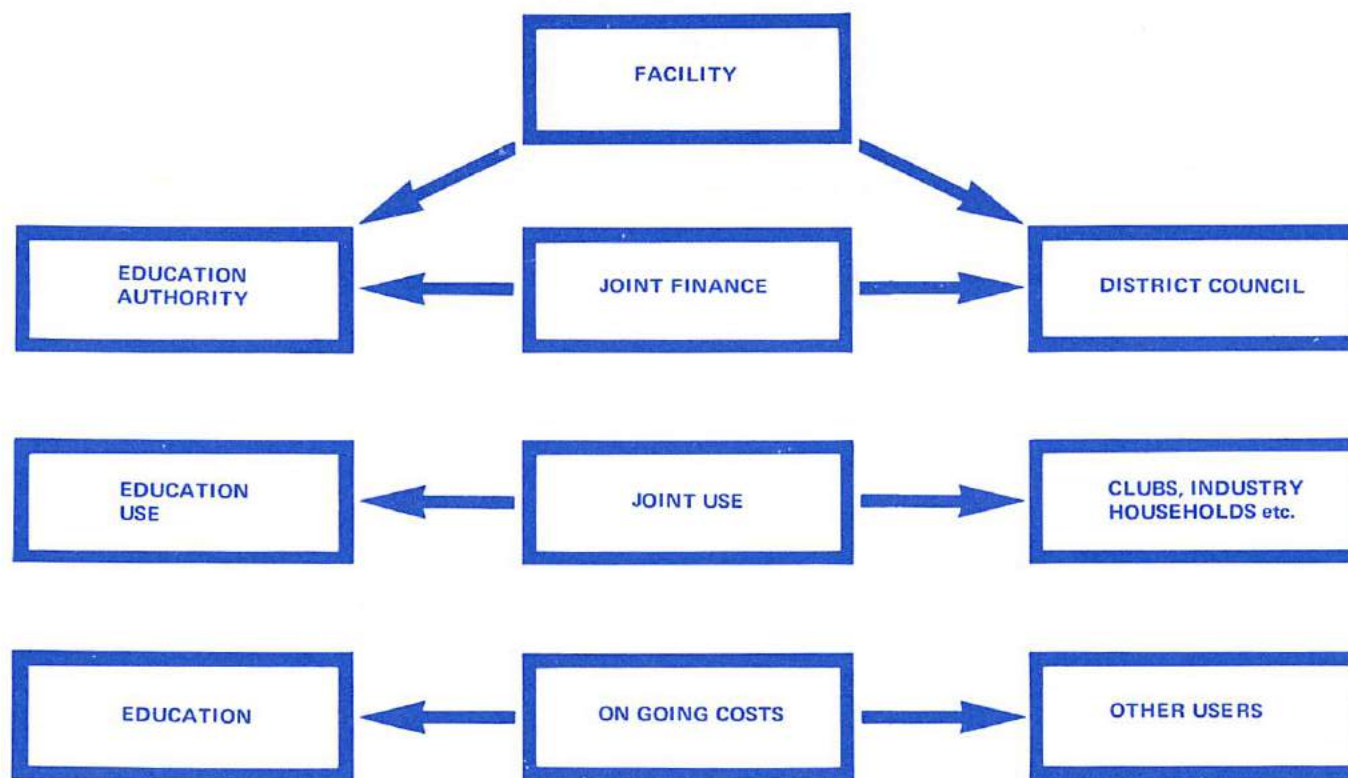 FACILITY
EDUCATION
AUTHORITY
JOINT FINANCE
DISTRICT COUNCIL
EDUCATION
USE
JOINT USE
CLUBS, INDUSTRY
HOUSEHOLDS etc.
EDUCATION
ON GOING COSTS
OTHER USERS